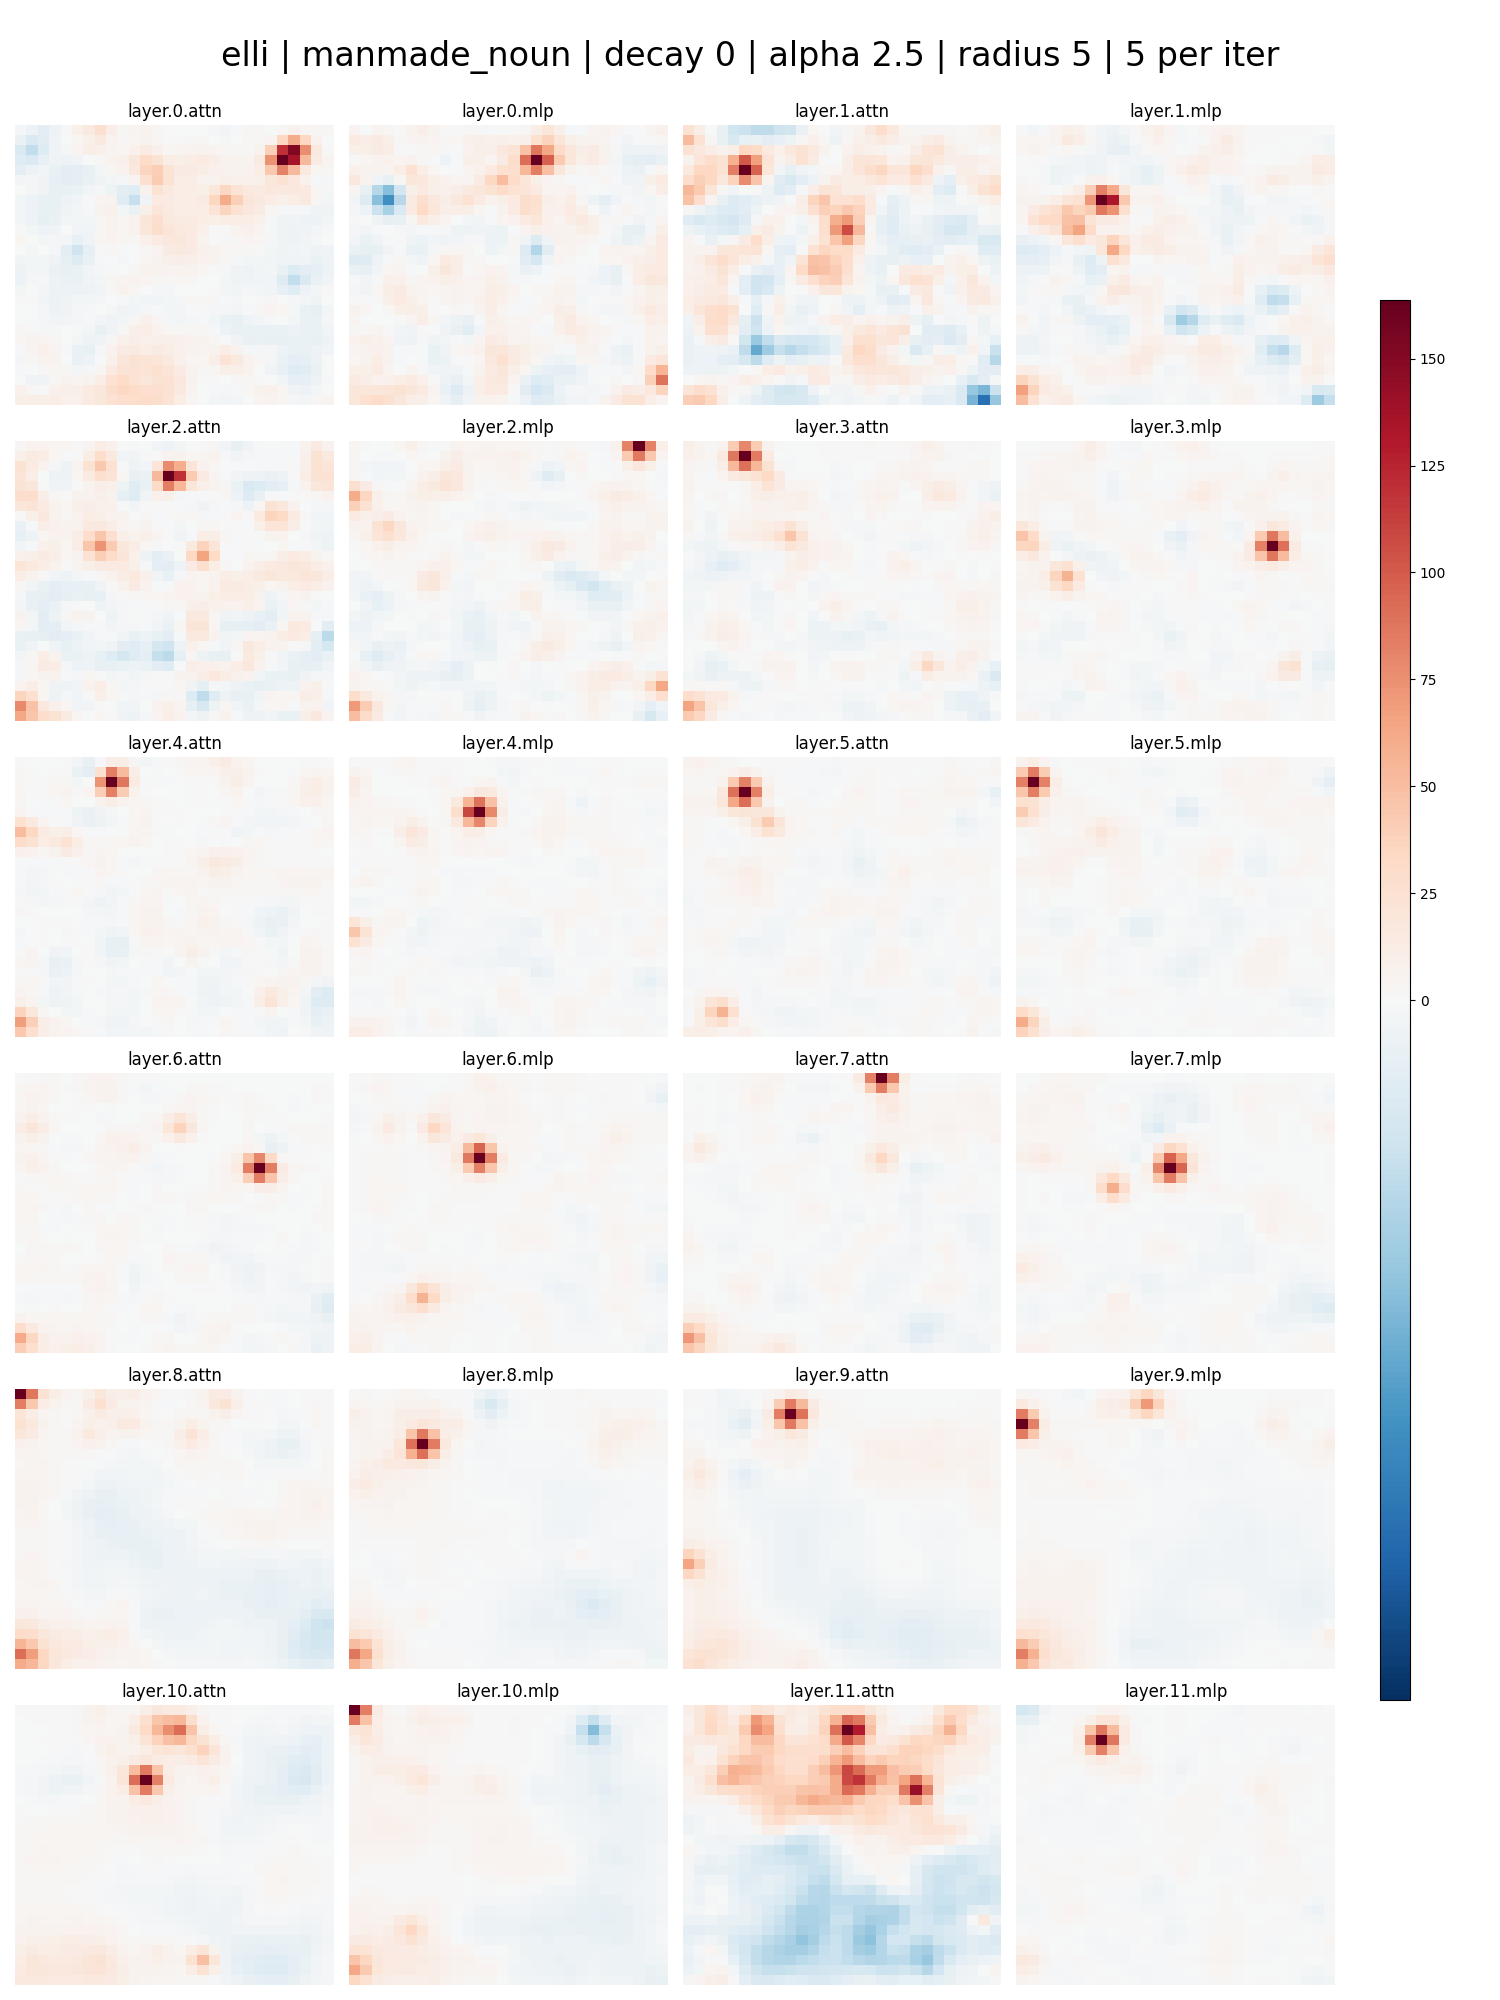 elli | manmade_noun | decay 0 | alpha 2.5 | radius 5 | 5 per iter
layer.0.attn
layer.0.mlp
layer.1.attn
layer.1.mlp
layer.2.attn
layer.2.mlp
layer.3.attn
layer.3.mlp
layer.4.attn
layer.4.mlp
layer.5.attn
layer.5.mlp
layer.6.attn
layer.6.mlp
layer.7.attn
layer.7.mlp
layer.8.attn
layer.8.mlp
layer.9.attn
layer.9.mlp
layer.10.attn
layer.10.mlp
layer.11.attn
layer.11.mlp
150
125
100
75
50
25
0